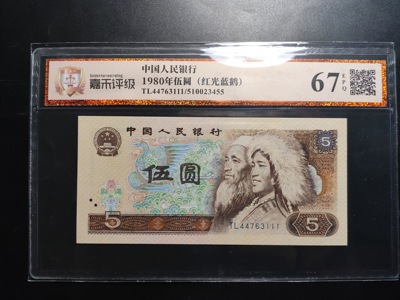 中国人民银行
嘉禾评级
1980年伍圆（红光蓝鹤）
TL44763111/510023455
67
EPQ
中国人民银行
5
伍圆
TL44763111
5
5